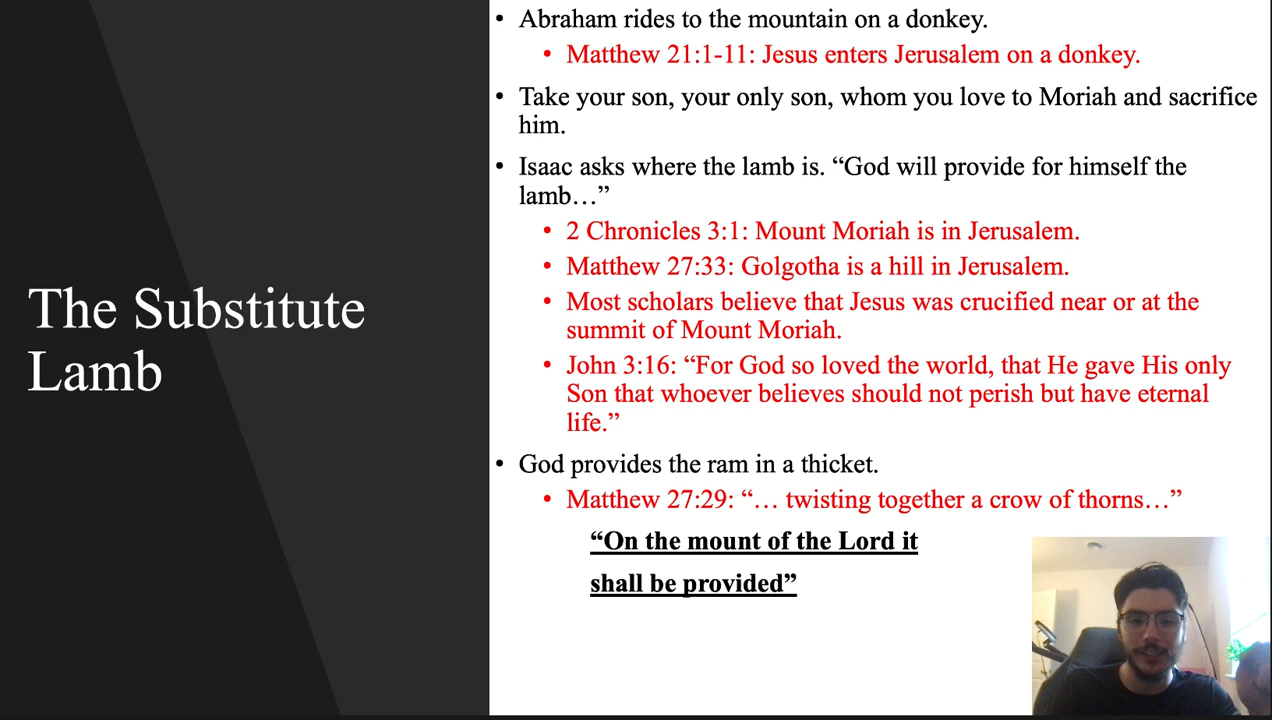 The Substitute
Lamb
• Abraham rides to the mountain on a donkey.
• Matthew 21:1-11: Jesus enters Jerusalem on a donkey.
• Take your son, your only son, whom you love to Moriah and sacrifice
him.
• Isaac asks where the lamb is. “God will provide for himself the
lamb…”
• 2 Chronicles 3:1: Mount Moriah is in Jerusalem.
• Matthew 27:33: Golgotha is a hill in Jerusalem.
• Most scholars believe that Jesus was crucified near or at the
summit of Mount Moriah.
• John 3:16: “For God so loved the world, that He gave His only
Son that whoever believes should not perish but have eternal
life.”
• God provides the ram in a thicket.
• Matthew 27:29: “… twisting together a crow of thorns…”
“On the mount of the Lord it
shall be provided”